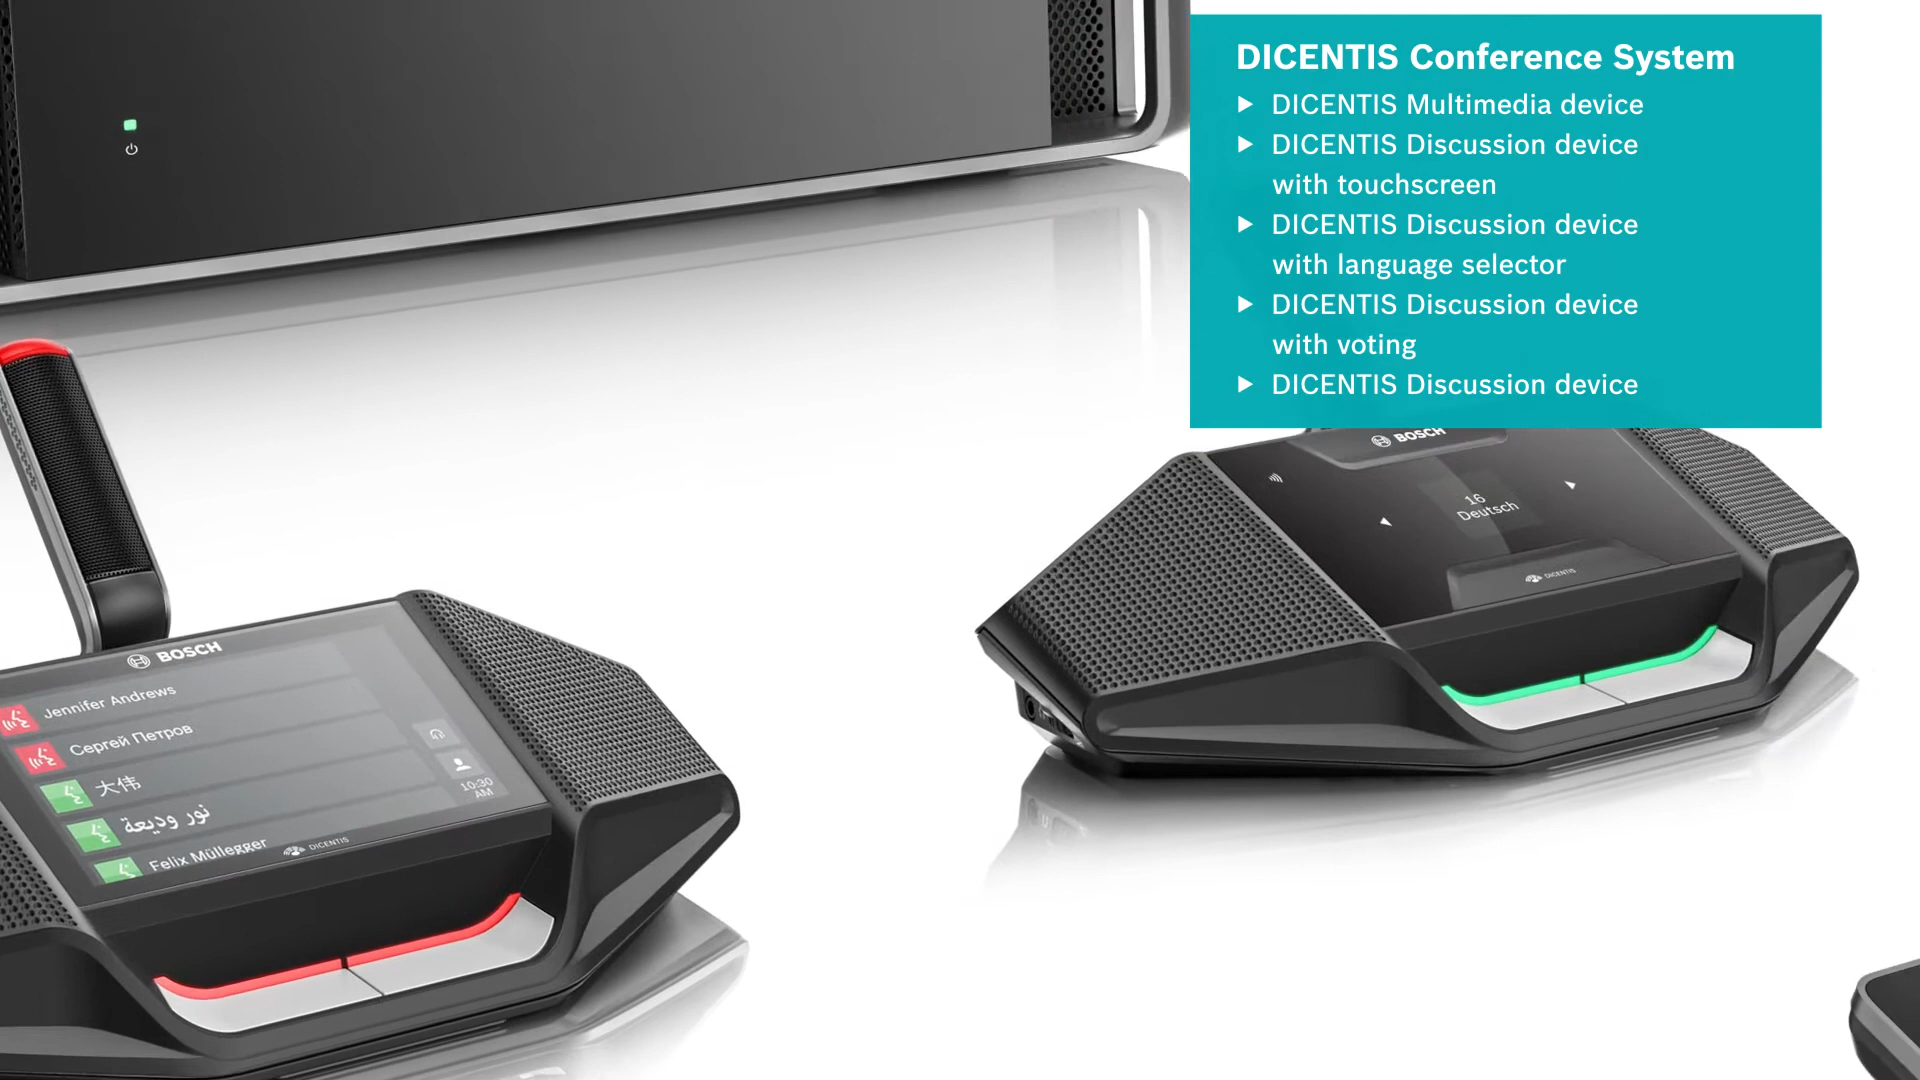 DICENTIS Conference System
DICENTIS Multimedia device
DICENTIS Discussion device
with touchscreen
DICENTIS Discussion device
with language selector
DICENTIS Discussion device
with voting
DICENTIS Discussion device
BOSCH
16
Deutsch
DICENTIS
BOSCH
Jennifer Andrews
Сергей Петров
大伟
نور وديعة
Felix Müllegger
10:30
AM
DICENTIS